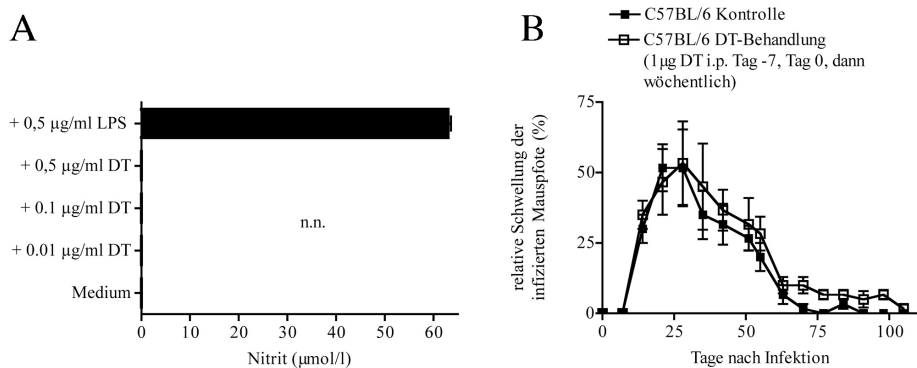 A
+ 0,5 µg/ml LPS
+ 0,5 µg/ml DT
+ 0.1 µg/ml DT
+ 0.01 µg/ml DT
Medium
n.n.
0 10 20 30 40 50 60
Nitrit (µmol/l)
B
C57BL/6 Kontrolle
C57BL/6 DT-Behandlung
(1µg DT i.p. Tag -7, Tag 0, dann
wöchentlich)
relative Schwellung der
infizierten Mauspfote (%)
75
50
25
0
0 25 50 75 100
Tage nach Infektion